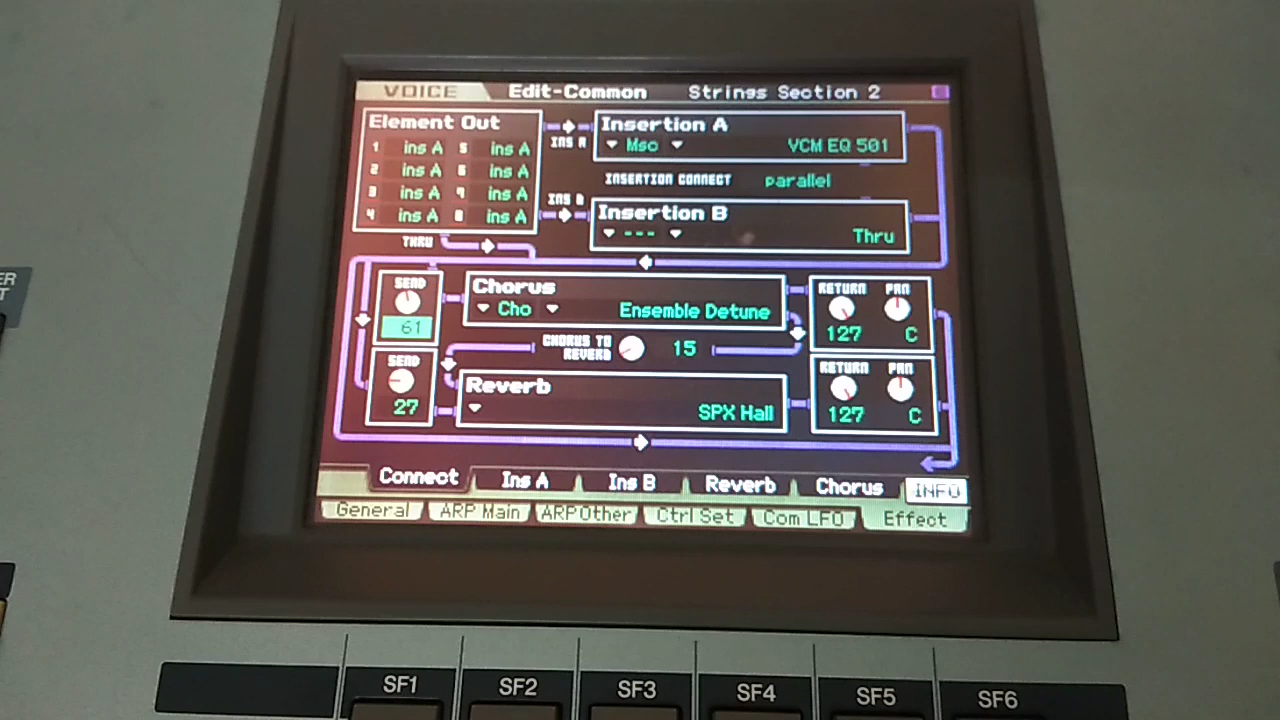 VOICE Edit-Common Strings Section 2
Element Out
1 ins A 5 ins A
2 ins A 6 ins A
3 ins A 7 ins A
4 ins A 8 ins A
INS A
Insertion A
Msc VCM EQ 501
INSERTION CONNECT parallel
INS B
Insertion B
--- Thru
THRU
SEND
61
Chorus
Cho Ensemble Detune
RETURN PAN
127 C
CHORUS TO
REVERB 15
SEND
27
Reverb
SPX Hall
RETURN PAN
127 C
Connect Ins A Ins B Reverb Chorus INFO
General ARP Main ARP Other Ctrl Set Com LFO Effect
SF1 SF2 SF3 SF4 SF5 SF6